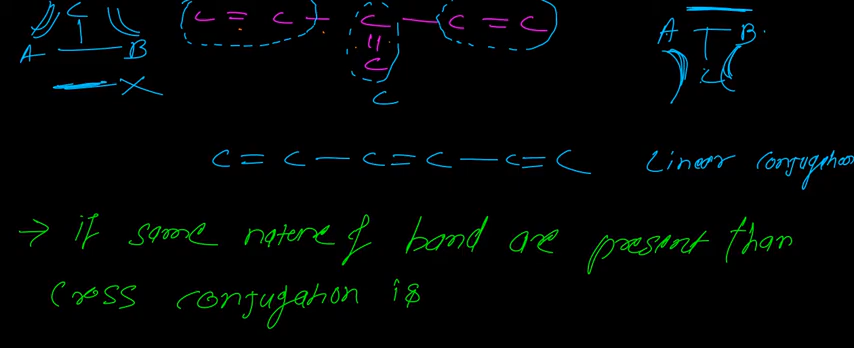 C
A B
C = C - C - C = C
=
C
C
A B
C
C = C - C = C - C = C Linear conjugation
→ if same nature of bond are present than
Cross conjugation is